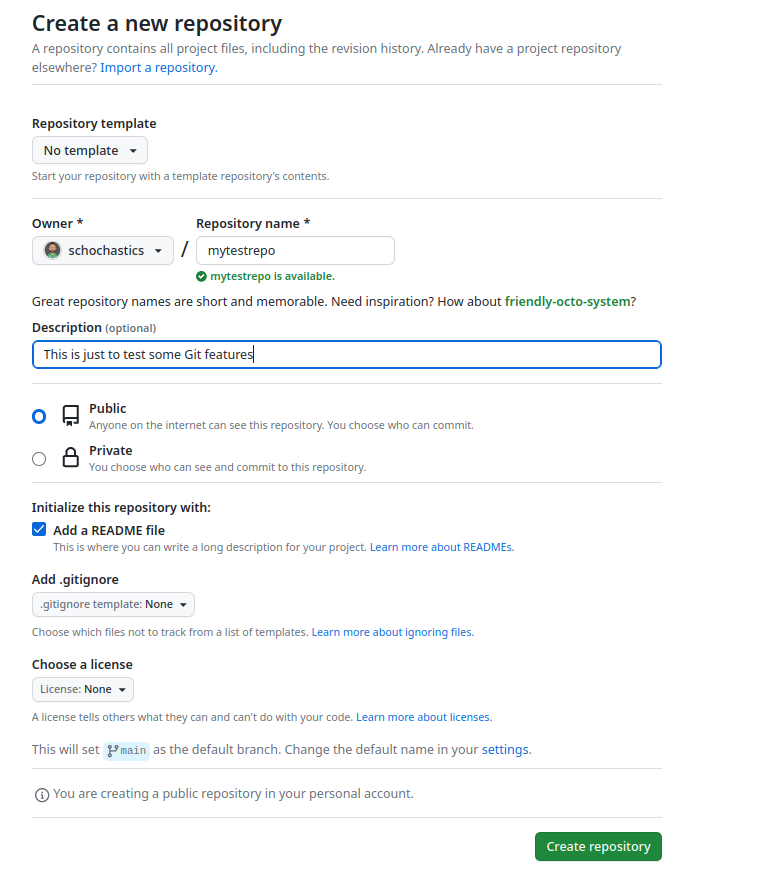 Create a new repository
A repository contains all project files, including the revision history. Already have a project repository
elsewhere? Import a repository.
Repository template
No template
Start your repository with a template repository's contents.
Owner * Repository name *
schochastics / mytestrepo
mytestrepo is available.
Great repository names are short and memorable. Need inspiration? How about friendly-octo-system?
Description (optional)
This is just to test some Git features
Public
Anyone on the internet can see this repository. You choose who can commit.
Private
You choose who can see and commit to this repository.
Initialize this repository with:
Add a README file
This is where you can write a long description for your project. Learn more about READMEs.
Add .gitignore
.gitignore template: None
Choose which files not to track from a list of templates. Learn more about ignoring files.
Choose a license
License: None
A license tells others what they can and can't do with your code. Learn more about licenses.
This will set main as the default branch. Change the default name in your settings.
You are creating a public repository in your personal account.
Create repository